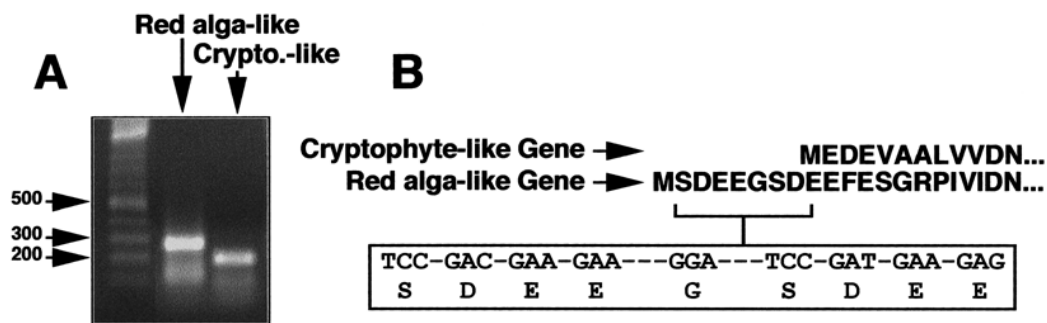 Red alga-like
Crypto.-like
A
500
300
200
B
Cryptophyte-like Gene
MEDEVAALVVDN...
Red alga-like Gene
MSDEEGSDEEFESGRPIVIDN...
TCC-GAC-GAA-GAA---GGA---TCC-GAT-GAA-GAG
S D E E G S D E E